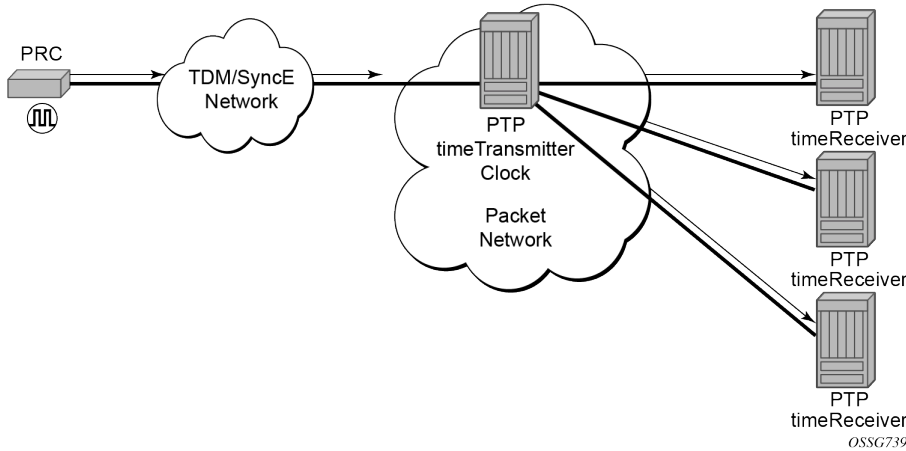 PRC
TDM/SyncE
Network
PTP
timeTransmitter
Clock
Packet
Network
PTP
timeReceiver
PTP
timeReceiver
PTP
timeReceiver
OSSG739